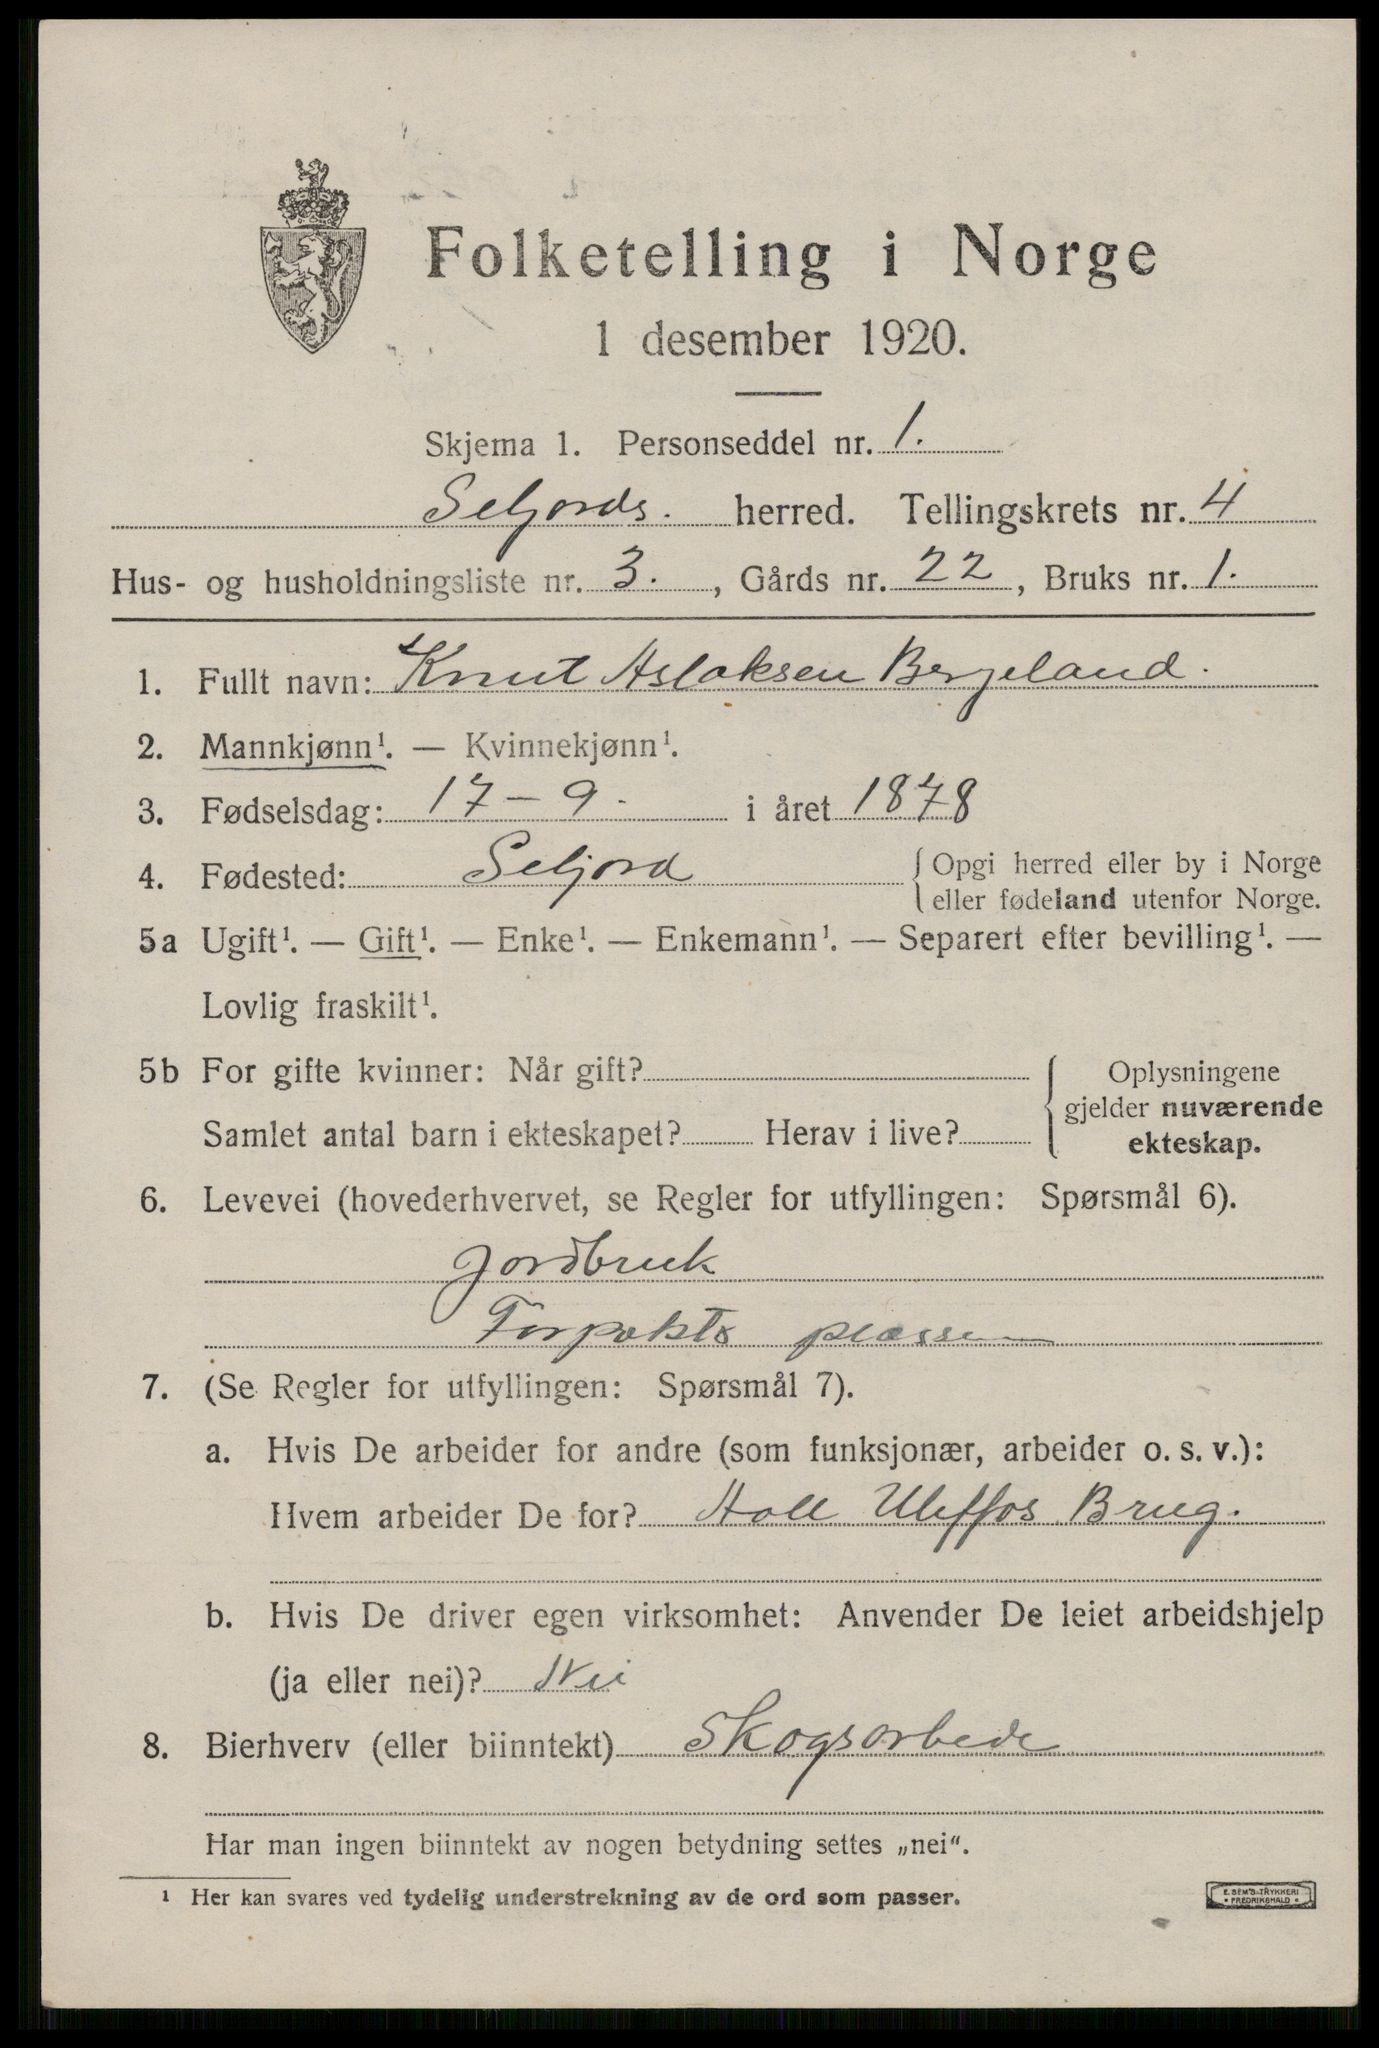 Folketelling i Norge
1 desember 1920.
Skjema 1. Personseddel nr. 1.
Seljords. herred. Tellingskrets nr. 4
Hus- og husholdningsliste nr. 3., Gårds nr. 22, Bruks nr. 1.
1. Fullt navn: Knut Aslaksen Bergeland.
2. Mannkjønn¹. — Kvinnekjønn¹.
3. Fødselsdag: 17-9- i året 1878
4. Fødested: Seljord {Opgi herred eller by i Norge
eller fødeland utenfor Norge.
5a Ugift¹. — Gift¹. — Enke¹. — Enkemann¹. — Separert efter bevilling¹. —
Lovlig fraskilt¹.
5b For gifte kvinner: Når gift?
Samlet antal barn i ekteskapet? Herav i live?
{Oplysningene
gjelder nuværende
ekteskap.
6. Levevei (hovederhvervet, se Regler for utfyllingen: Spørsmål 6).
Jordbruk
Forpakts plassen
7. (Se Regler for utfyllingen: Spørsmål 7).
a. Hvis De arbeider for andre (som funksjonær, arbeider o. s. v.):
Hvem arbeider De for? Holl Uleffos Brug.
b. Hvis De driver egen virksomhet: Anvender De leiet arbeidshjelp
(ja eller nei)? Nei
8. Bierhverv (eller biinntekt) Skogsarbede
Har man ingen biinntekt av nogen betydning settes „nei“.
¹ Her kan svares ved tydelig understrekning av de ord som passer.
E. SEM'S TRYKKERI
• FREDRIKSHALD •